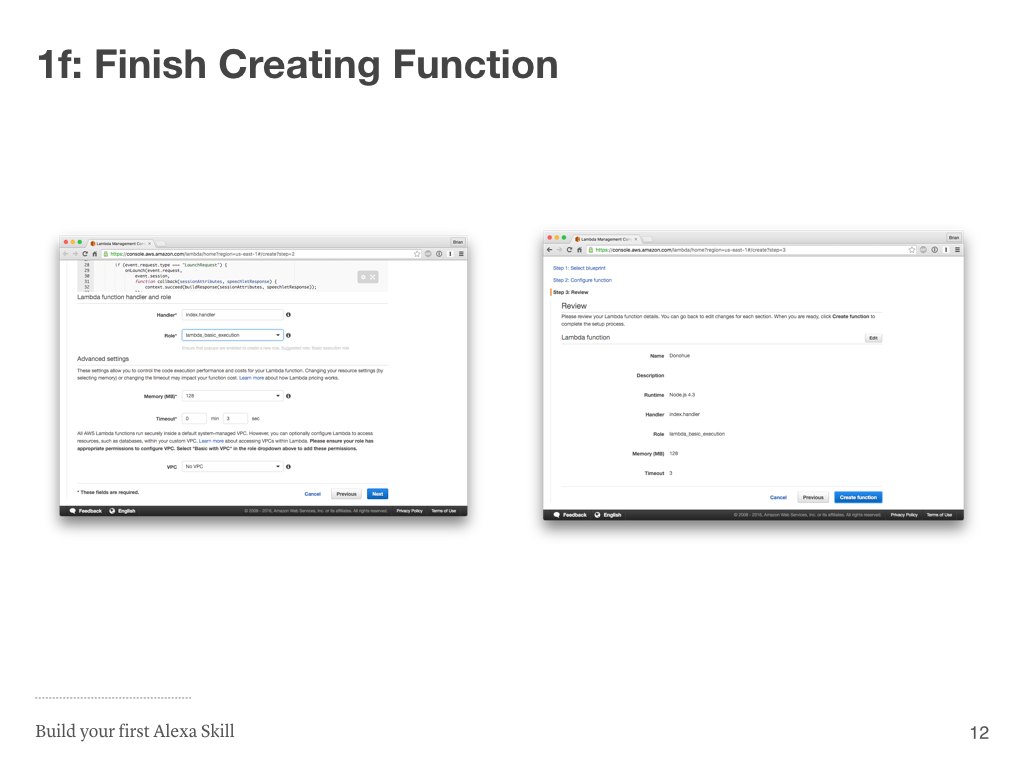 1f: Finish Creating Function
Lambda Management Con
Brian
https://console.aws.amazon.com/lambda/home?region=us-east-1#/create?step=2
28 if (event.request.type === "LaunchRequest") {
29 onLaunch(event.request,
30 event.session,
31 function callback(sessionAttributes, speechletResponse) {
32 context.succeed(buildResponse(sessionAttributes, speechletResponse));
Lambda function handler and role
Handler* index.handler
Role* lambda_basic_execution
Ensure that popups are enabled to create a new role. Suggested role: Basic execution role
Advanced settings
These settings allow you to control the code execution performance and costs for your Lambda function. Changing your resource settings (by
selecting memory) or changing the timeout may impact your function cost. Learn more about how Lambda pricing works.
Memory (MB)* 128
Timeout* 0 min 3 sec
All AWS Lambda functions run securely inside a default system-managed VPC. However, you can optionally configure Lambda to access
resources, such as databases, within your custom VPC. Learn more about accessing VPCs within Lambda. Please ensure your role has
appropriate permissions to configure VPC. Select "Basic with VPC" in the role dropdown above to add these permissions.
VPC No VPC
* These fields are required.
Cancel Previous Next
Feedback English
© 2008 - 2016, Amazon Web Services, Inc. or its affiliates. All rights reserved. Privacy Policy Terms of Use
Lambda Management Con
Brian
https://console.aws.amazon.com/lambda/home?region=us-east-1#/create?step=3
Step 1: Select blueprint
Step 2: Configure function
Step 3: Review
Review
Please review your Lambda function details. You can go back to edit changes for each section. When you are ready, click Create function to
complete the setup process.
Lambda function Edit
Name Donohue
Description
Runtime Node.js 4.3
Handler index.handler
Role lambda_basic_execution
Memory (MB) 128
Timeout 3
Cancel Previous Create function
Feedback English
© 2008 - 2016, Amazon Web Services, Inc. or its affiliates. All rights reserved. Privacy Policy Terms of Use
Build your first Alexa Skill
12